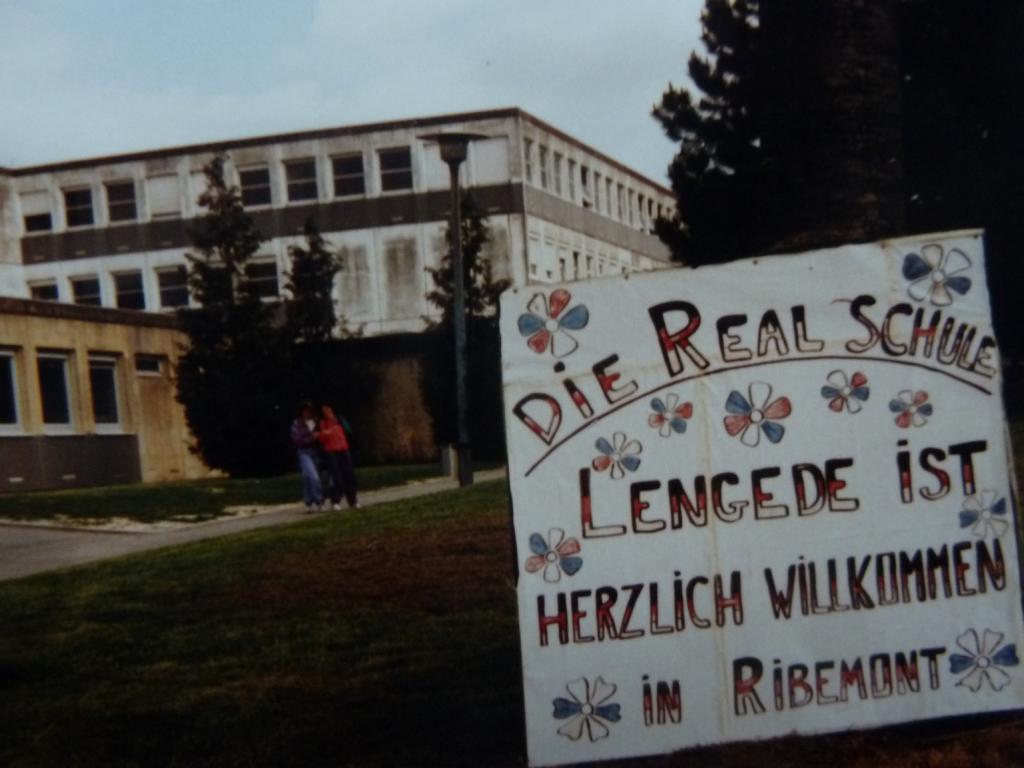 DIE REAL SCHULE
LENGEDE IST
HERZLICH WILLKOMMEN
IN RIBEMONT